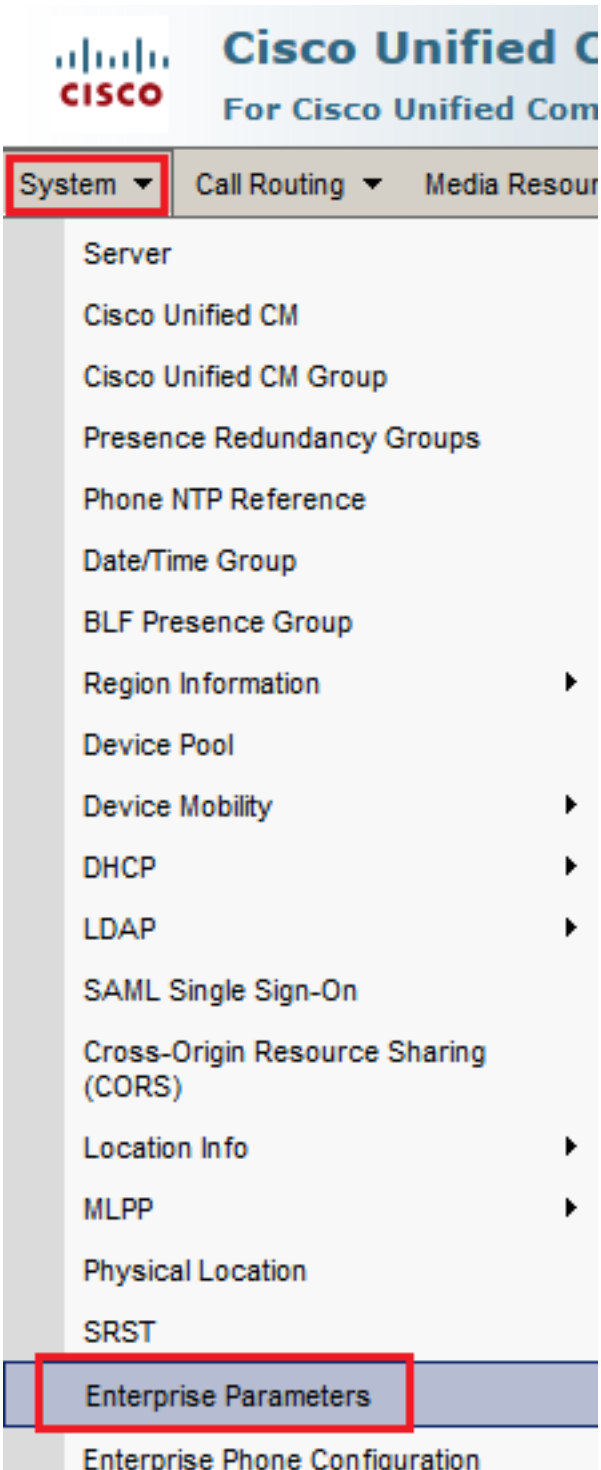 CISCO
Cisco Unified C
For Cisco Unified Com
System
Call Routing
Media Resour
Server
Cisco Unified CM
Cisco Unified CM Group
Presence Redundancy Groups
Phone NTP Reference
Date/Time Group
BLF Presence Group
Region Information
Device Pool
Device Mobility
DHCP
LDAP
SAML Single Sign-On
Cross-Origin Resource Sharing
(CORS)
Location Info
MLPP
Physical Location
SRST
Enterprise Parameters
Enterprise Phone Configuration